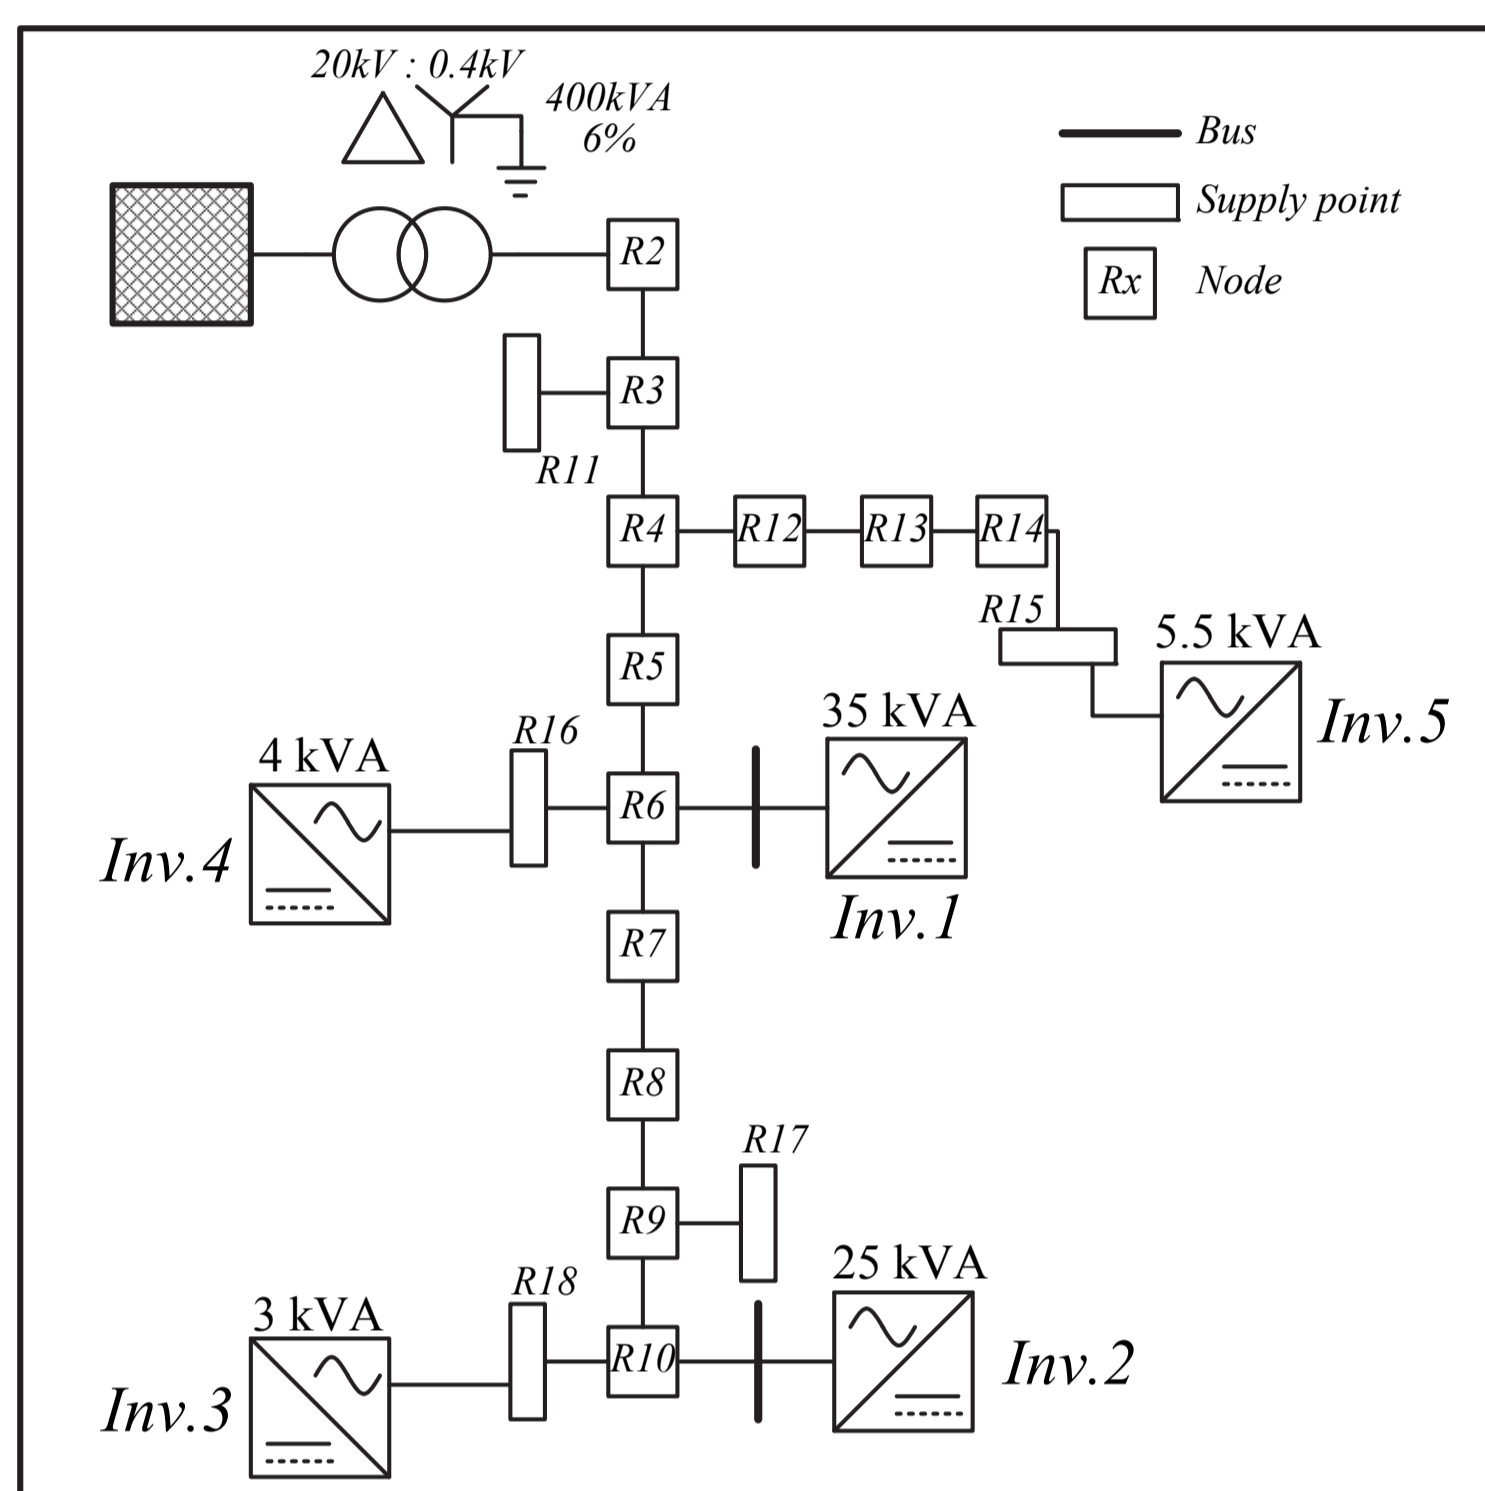 20kV : 0.4kV
400kVA
6%
Bus
Supply point
Rx Node
R2
R3
R11
R4 R12 R13 R14
R15
5.5 kVA
Inv.5
R5
35 kVA
R16
4 kVA
R6
Inv.4
Inv.1
R7
R8
R17
R9
25 kVA
R18
3 kVA
R10
Inv.2
Inv.3